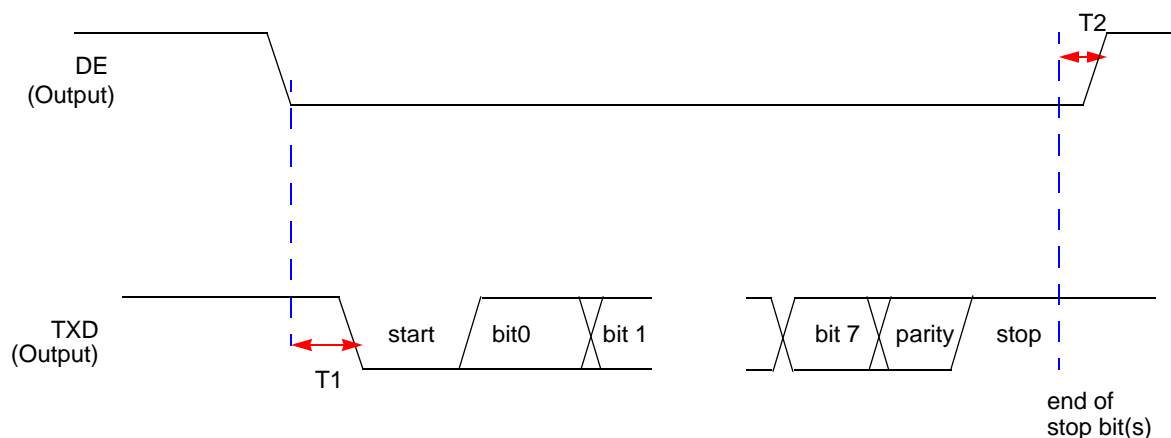 T2
DE
(Output)
TXD
(Output)
start
bit0
bit 1
bit 7
parity
stop
T1
end of
stop bit(s)